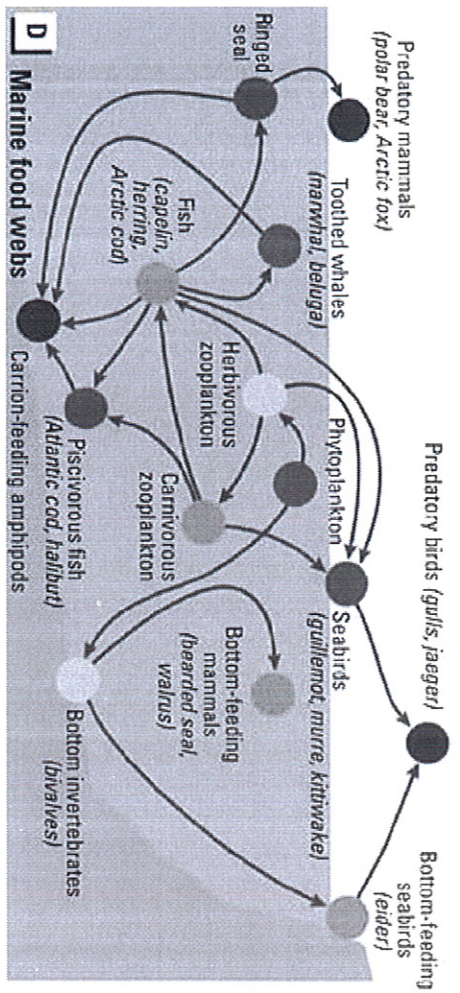 Predatory mammals
(polar bear, Arctic fox)
Predatory birds (gulls, jaeger)
Bottom-feeding
seabirds
(eider)
Ringed
seal
Toothed whales
(narwhal, beluga)
Phytoplankton
Seabirds
(guillemot, murre, kittiwake)
Fish
(capelin,
herring,
Arctic cod)
Herbivorous
zooplankton
Carnivorous
zooplankton
Bottom-feeding
mammals
(bearded seal,
walrus)
Piscivorous fish
(Atlantic cod, halibut)
Bottom invertebrates
(bivalves)
Carrion-feeding amphipods
D Marine food webs